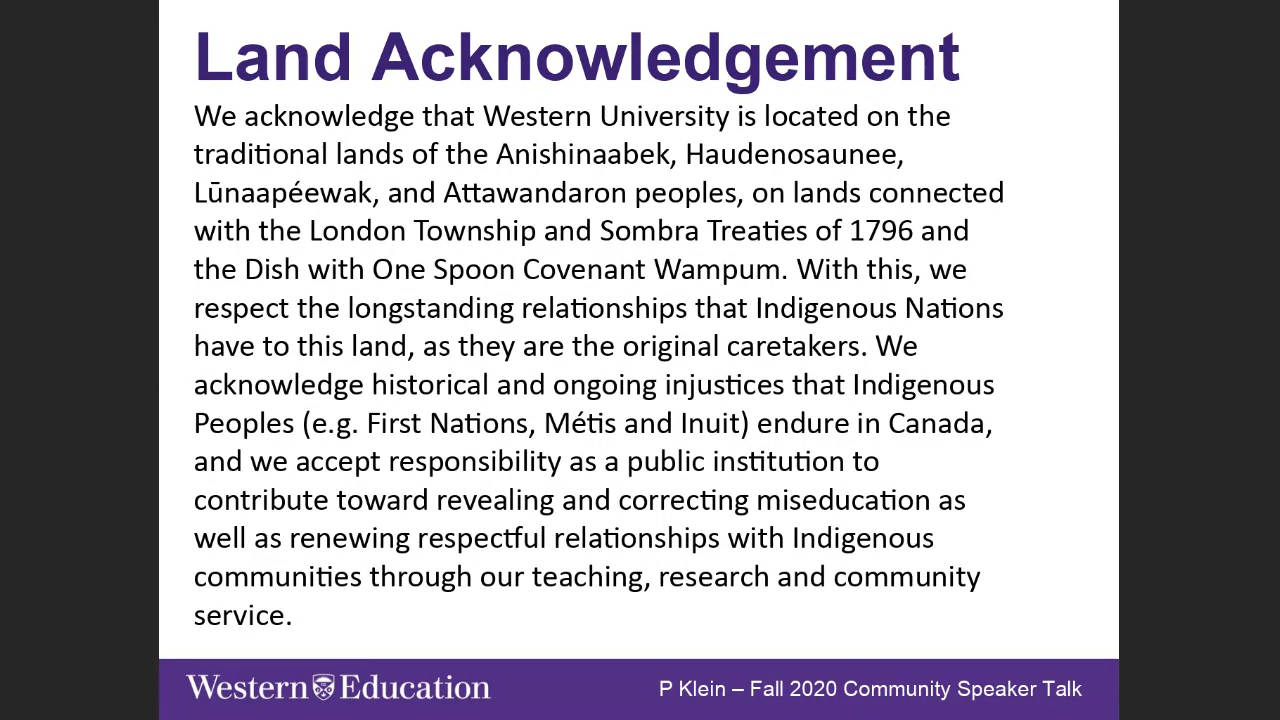 Land Acknowledgement
We acknowledge that Western University is located on the
traditional lands of the Anishinaabek, Haudenosaunee,
Lūnaapéewak, and Attawandaron peoples, on lands connected
with the London Township and Sombra Treaties of 1796 and
the Dish with One Spoon Covenant Wampum. With this, we
respect the longstanding relationships that Indigenous Nations
have to this land, as they are the original caretakers. We
acknowledge historical and ongoing injustices that Indigenous
Peoples (e.g. First Nations, Métis and Inuit) endure in Canada,
and we accept responsibility as a public institution to
contribute toward revealing and correcting miseducation as
well as renewing respectful relationships with Indigenous
communities through our teaching, research and community
service.
Western Education
P Klein – Fall 2020 Community Speaker Talk